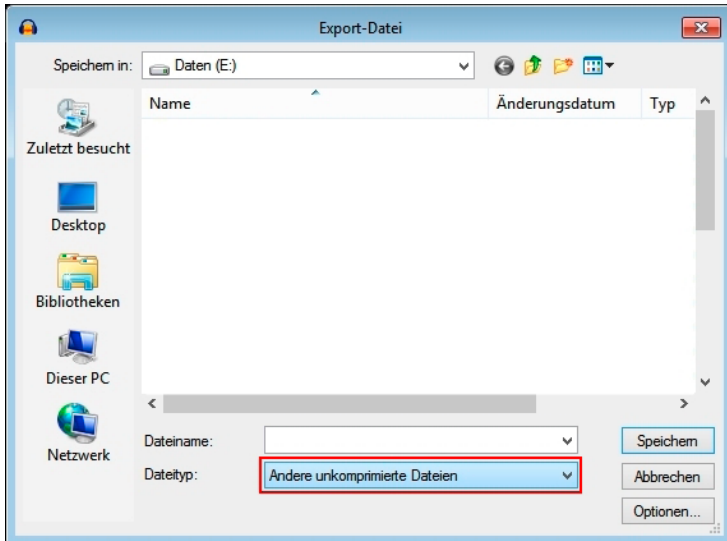 Export-Datei
Speichern in:
Daten (E:)
Name
Änderungsdatum
Typ
Zuletzt besucht
Desktop
Bibliotheken
Dieser PC
Netzwerk
Dateiname:
Speichern
Dateityp:
Andere unkomprimierte Dateien
Abbrechen
Optionen...